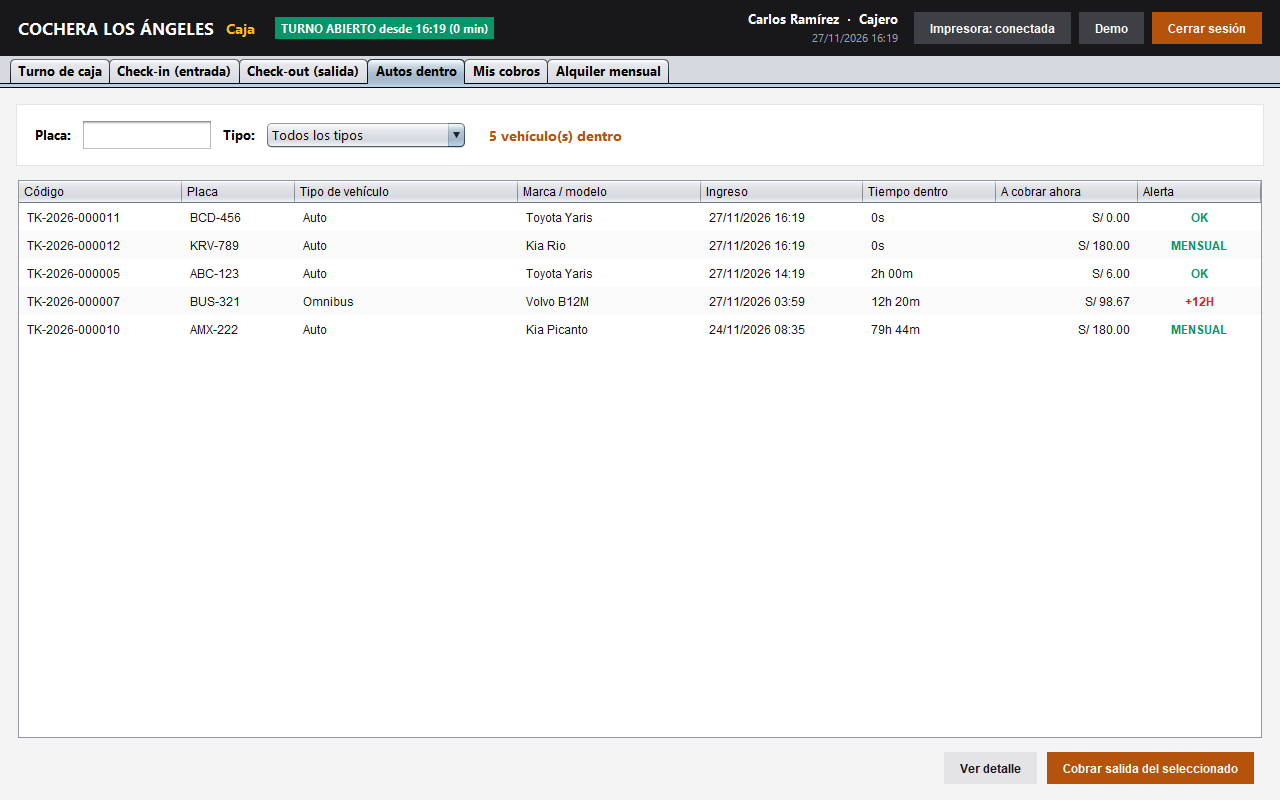 COCHERA LOS ÁNGELES Caja TURNO ABIERTO desde 16:19 (0 min) Carlos Ramírez · Cajero Impresora: conectada Demo Cerrar sesión
27/11/2026 16:19
Turno de caja Check-in (entrada) Check-out (salida) Autos dentro Mis cobros Alquiler mensual
Placa: Tipo: Todos los tipos 5 vehículo(s) dentro
Código Placa Tipo de vehículo Marca / modelo Ingreso Tiempo dentro A cobrar ahora Alerta
TK-2026-000011 BCD-456 Auto Toyota Yaris 27/11/2026 16:19 0s S/ 0.00 OK
TK-2026-000012 KRV-789 Auto Kia Rio 27/11/2026 16:19 0s S/ 180.00 MENSUAL
TK-2026-000005 ABC-123 Auto Toyota Yaris 27/11/2026 14:19 2h 00m S/ 6.00 OK
TK-2026-000007 BUS-321 Omnibus Volvo B12M 27/11/2026 03:59 12h 20m S/ 98.67 +12H
TK-2026-000010 AMX-222 Auto Kia Picanto 24/11/2026 08:35 79h 44m S/ 180.00 MENSUAL
Ver detalle Cobrar salida del seleccionado